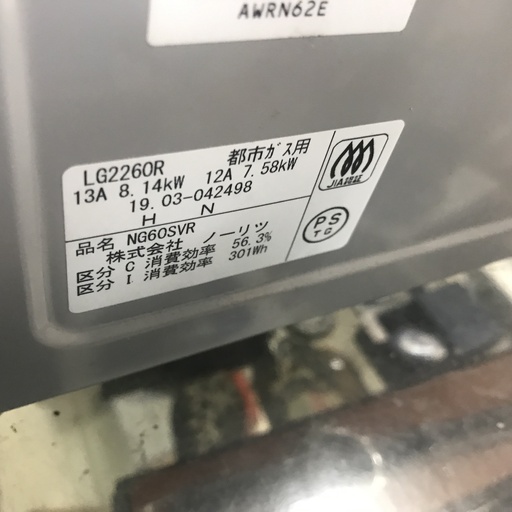 AWRN62E
LG2260R 都市ガス用
13A 8.14kW 12A 7.58kW
19.03-042498
H N
JIA認証
品名 NG60SVR
株式会社 ノーリツ
区分 C 消費効率 56.3%
区分 I 消費効率 301Wh
PS
TG